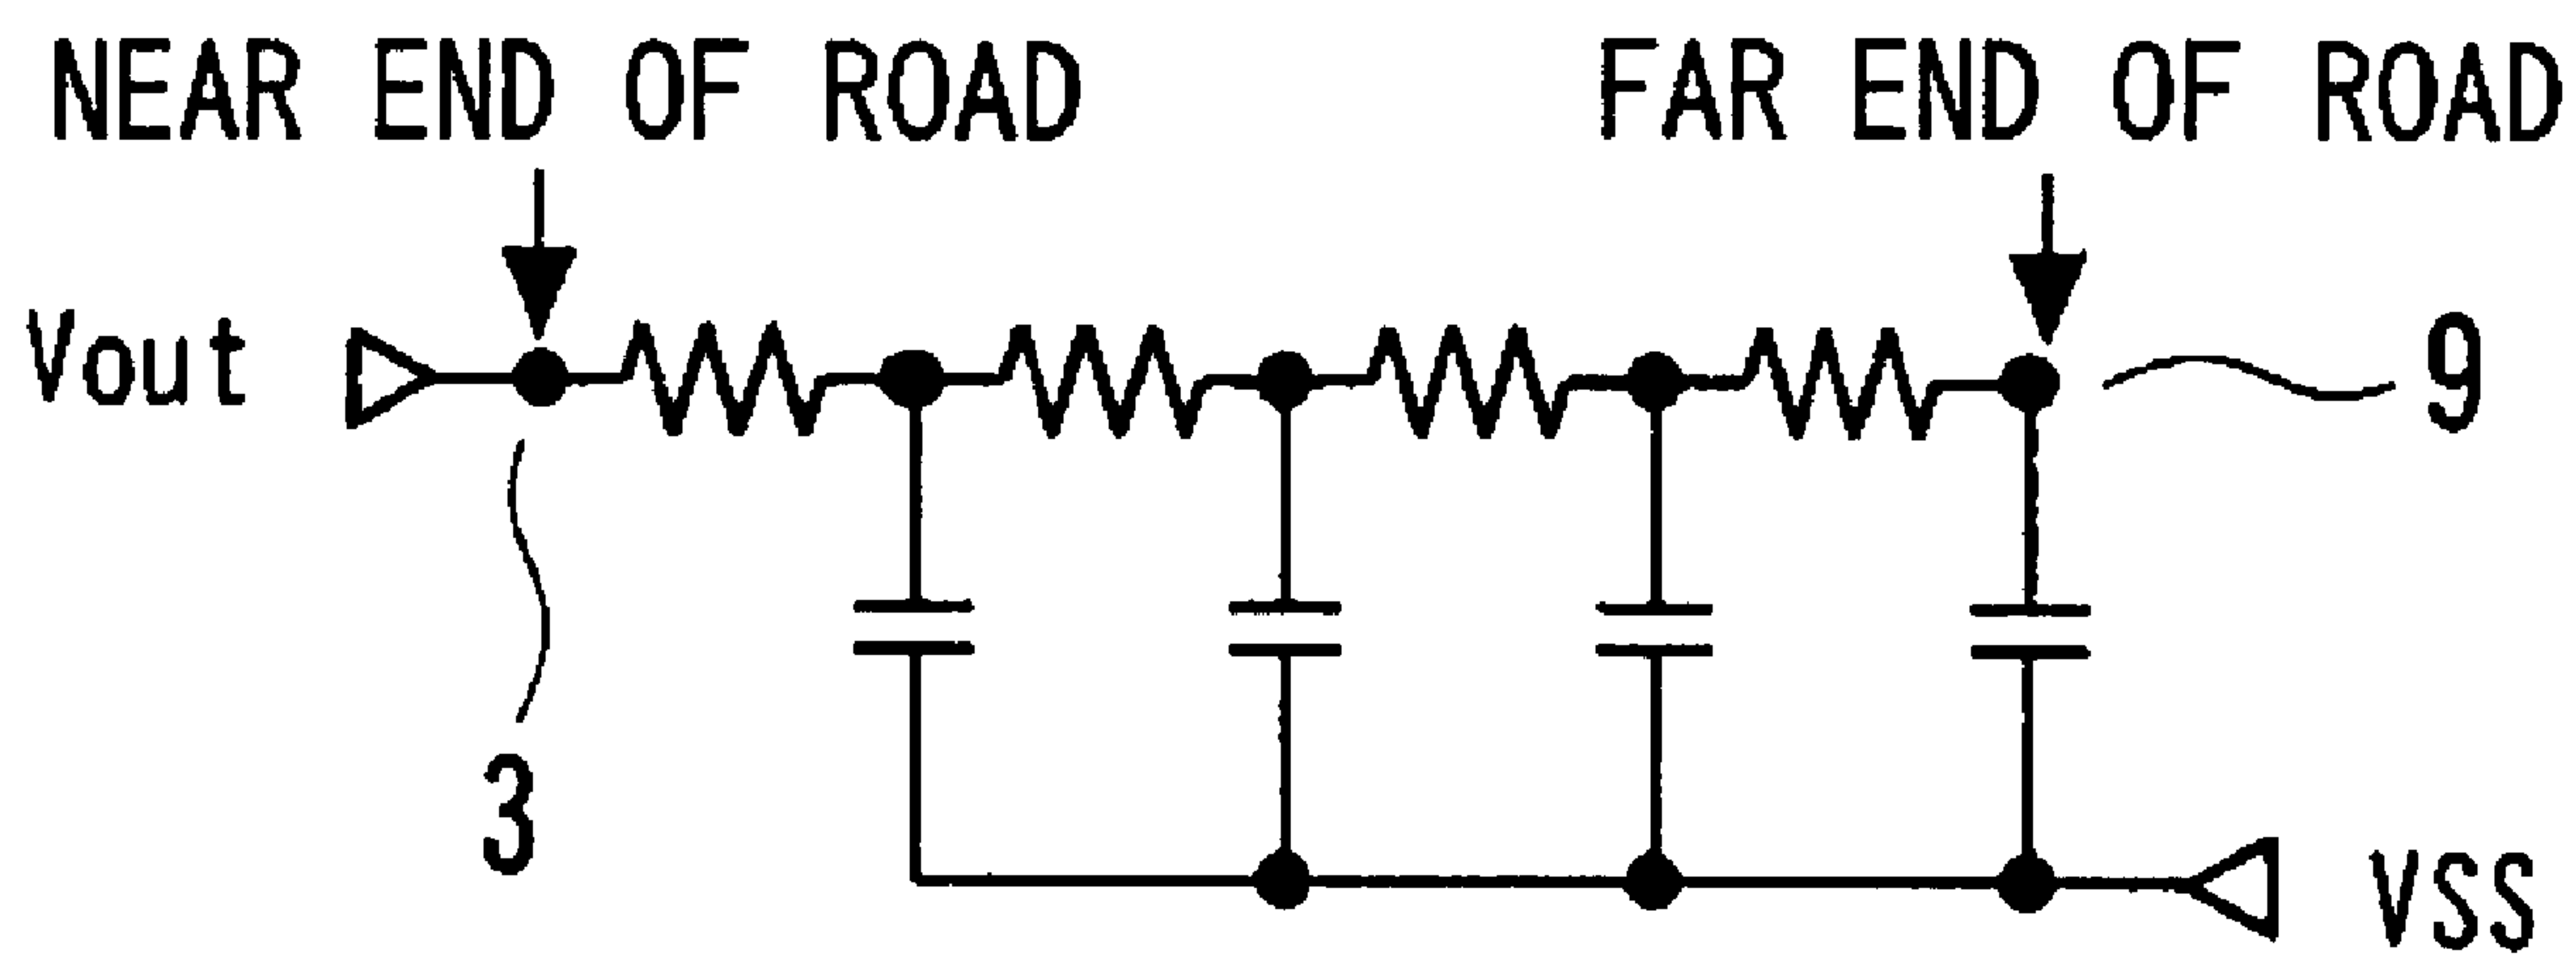 NEAR END OF ROAD
FAR END OF ROAD
Vout
9
3
VSS